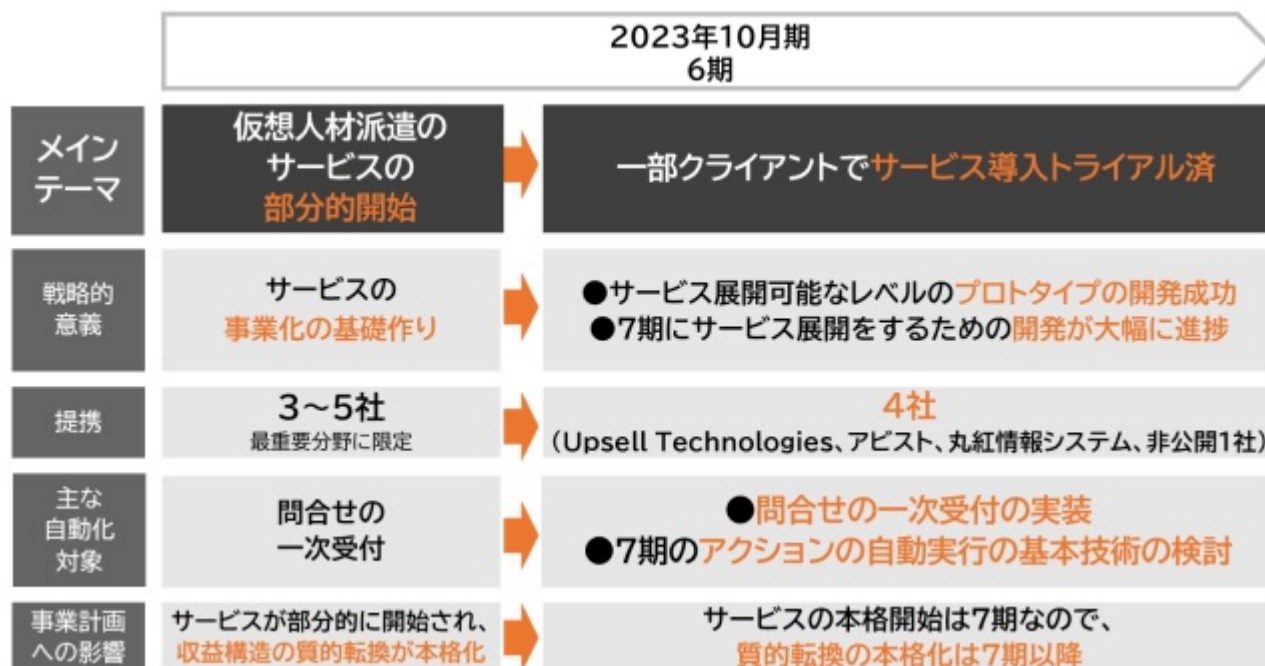 2023年10月期
6期
メイン
テーマ
仮想人材派遣の
サービスの
部分的開始
一部クライアントでサービス導入トライアル済
戦略的
意義
サービスの
事業化の基礎作り
●サービス展開可能なレベルのプロトタイプの開発成功
●7期にサービス展開をするための開発が大幅に進捗
提携
3～5社
最重要分野に限定
4社
(Upsell Technologies、アビスト、丸紅情報システム、非公開1社)
主な
自動化
対象
問合せの
一次受付
●問合せの一次受付の実装
●7期のアクションの自動実行の基本技術の検討
事業計画
への影響
サービスが部分的に開始され、
収益構造の質的転換が本格化
サービスの本格開始は7期なので、
質的転換の本格化は7期以降